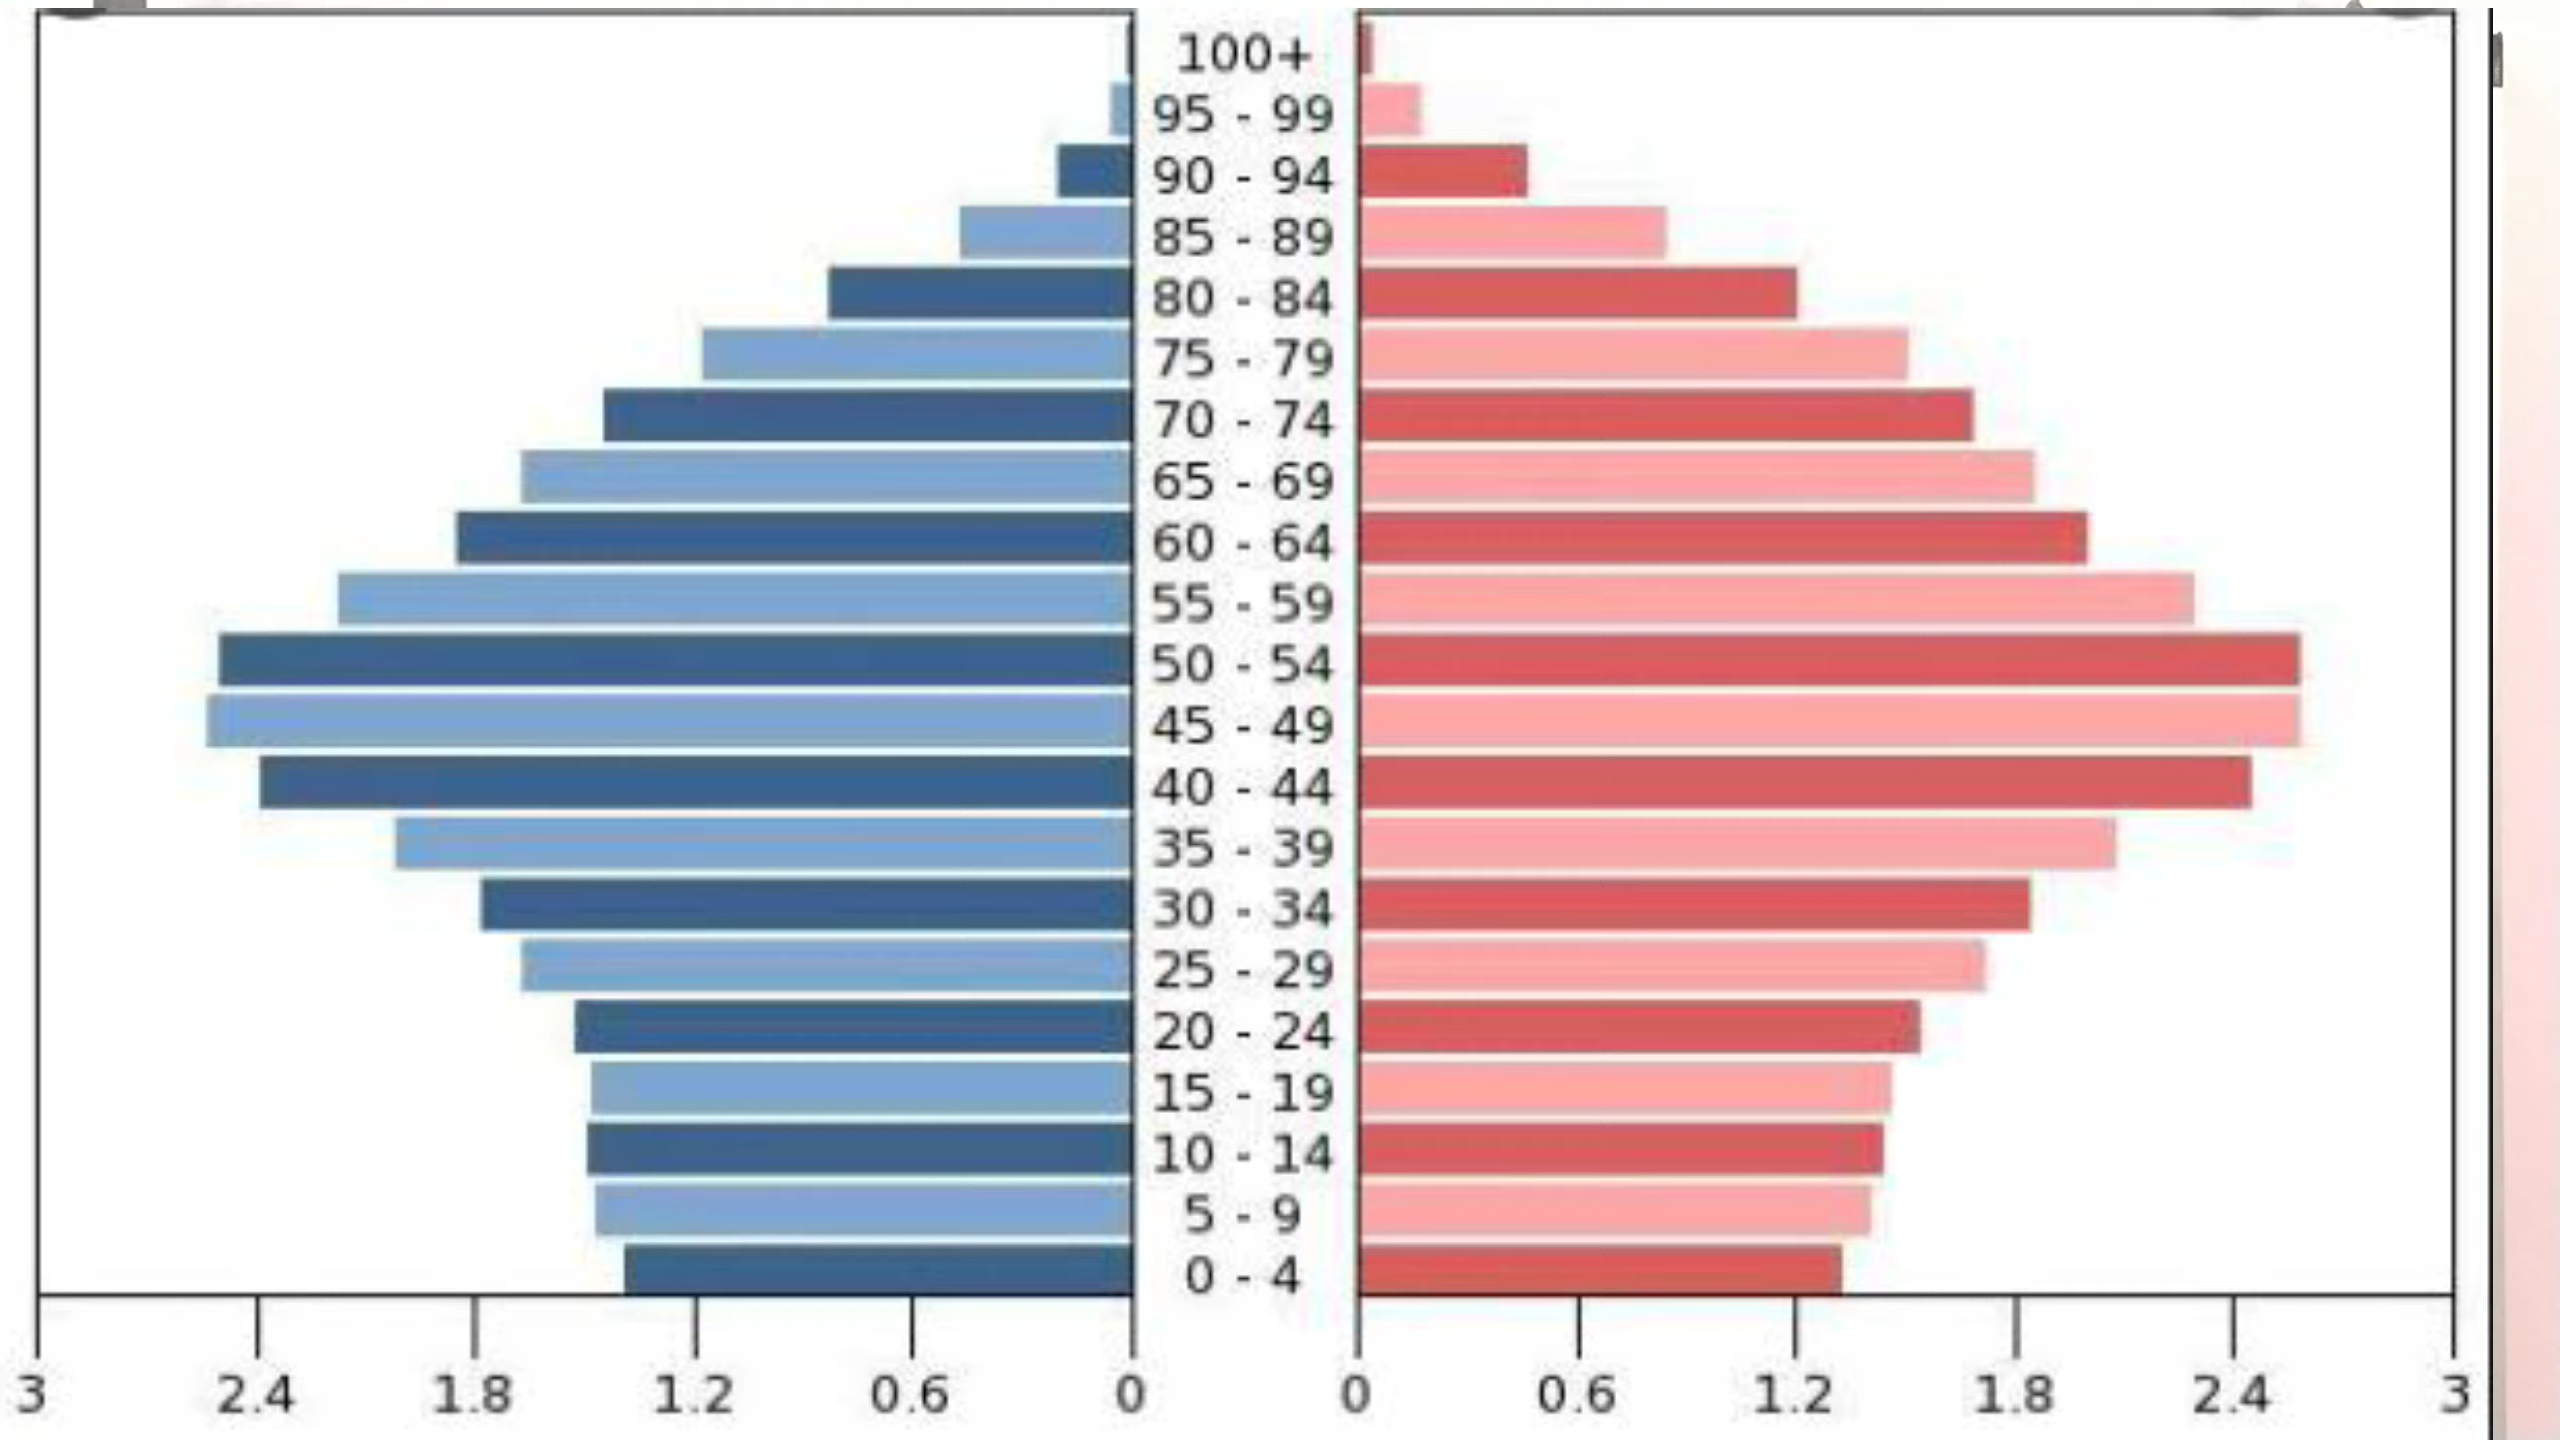 100+
95 - 99
90 - 94
85 - 89
80 - 84
75 - 79
70 - 74
65 - 69
60 - 64
55 - 59
50 - 54
45 - 49
40 - 44
35 - 39
30 - 34
25 - 29
20 - 24
15 - 19
10 - 14
5 - 9
0 - 4
3 2.4 1.8 1.2 0.6 0 0 0.6 1.2 1.8 2.4 3